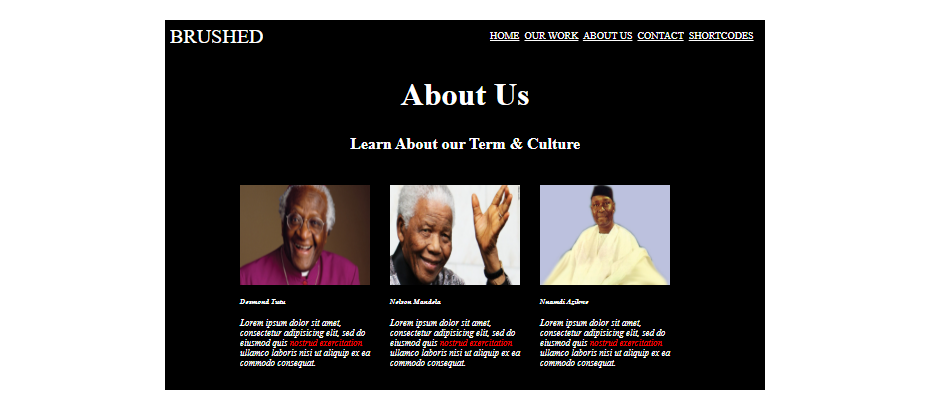 BRUSHED
HOME OUR WORK ABOUT US CONTACT SHORTCODES
About Us
Learn About our Term & Culture
Desmond Tutu
Nelson Mandela
Nnamdi Azikwe
Lorem ipsum dolor sit amet,
consectetur adipisicing elit, sed do
eiusmod quis nostrud exercitation
ullamco laboris nisi ut aliquip ex ea
commodo consequat.
Lorem ipsum dolor sit amet,
consectetur adipisicing elit, sed do
eiusmod quis nostrud exercitation
ullamco laboris nisi ut aliquip ex ea
commodo consequat.
Lorem ipsum dolor sit amet,
consectetur adipisicing elit, sed do
eiusmod quis nostrud exercitation
ullamco laboris nisi ut aliquip ex ea
commodo consequat.